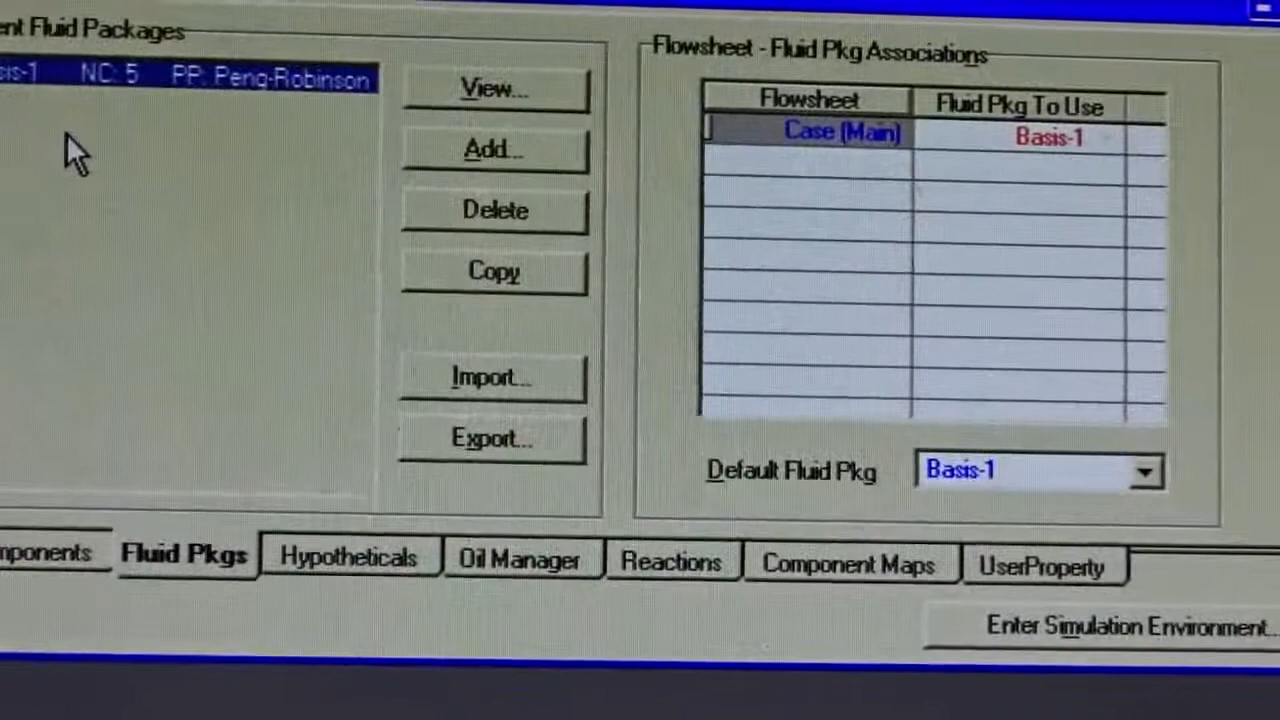 ent Fluid Packages
sis-1 NC: 5 PP: Peng-Robinson
View...
Add...
Delete
Copy
Import...
Export...
Flowsheet - Fluid Pkg Associations
Flowsheet Fluid Pkg To Use
Case (Main) Basis-1
Default Fluid Pkg Basis-1
mponents Fluid Pkgs Hypotheticals Oil Manager Reactions Component Maps UserProperty
Enter Simulation Environment...